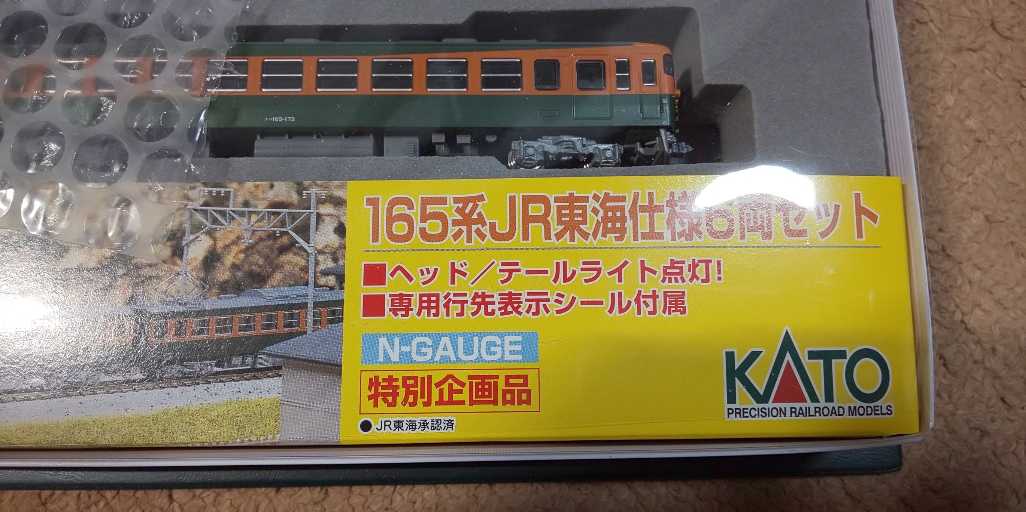 165系JR東海仕様6両セット
■ヘッド/テールライト点灯!
■専用行先表示シール付属
N-GAUGE
特別企画品
●JR東海承認済
KATO
PRECISION RAILROAD MODELS